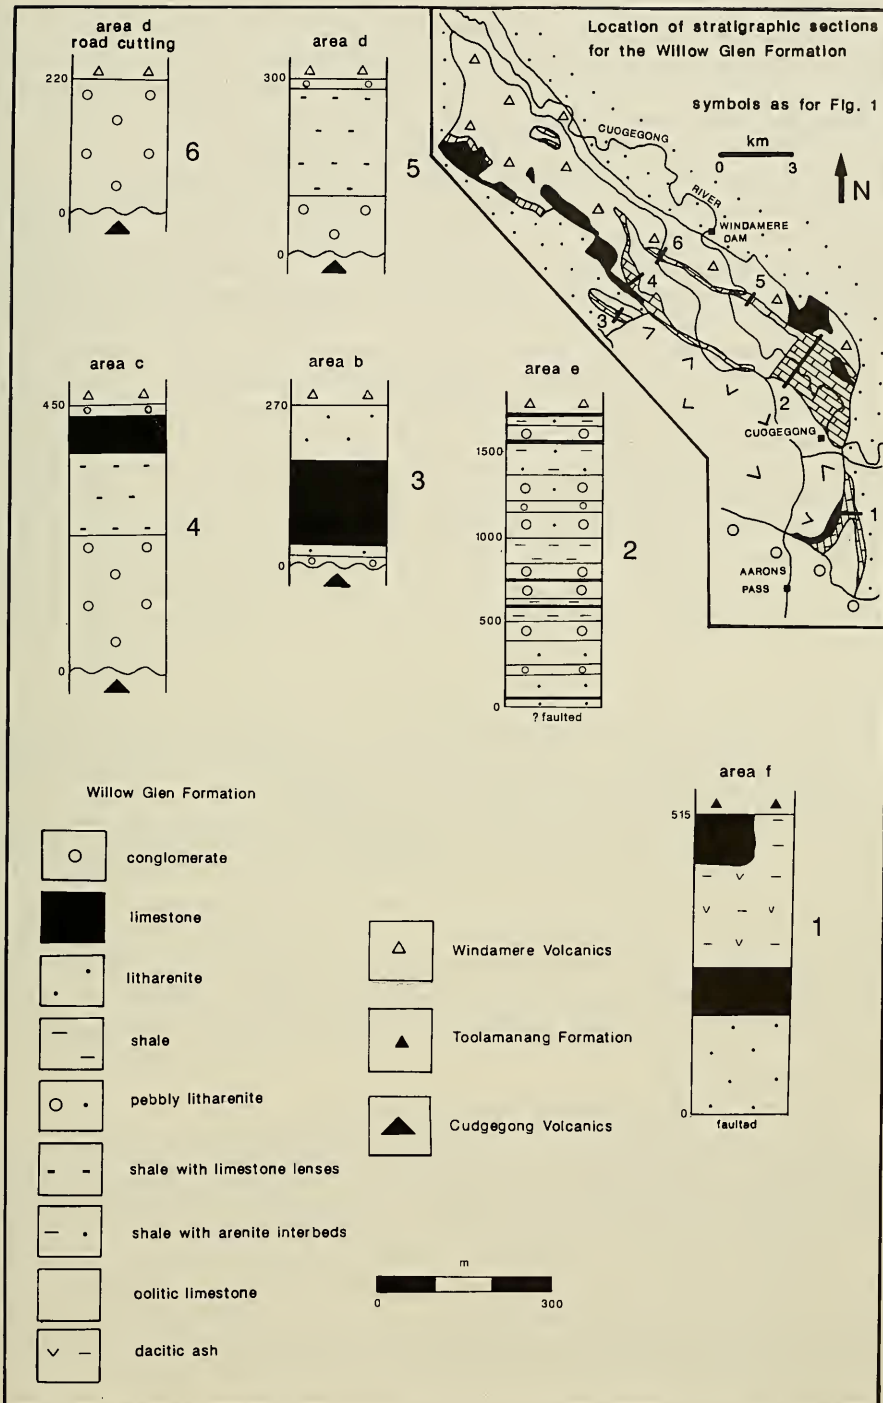 area d
road cutting
220
0
6
area d
300
0
5
Location of stratigraphic sections
for the Willow Glen Formation
symbols as for Fig. 1
km
0 3
N
CUOGEGONG
RIVER
WINDAMERE
DAM
6
5
4
3
2
CUOGEGONG
1
AARONS
PASS
area c
450
0
4
area b
270
0
3
area e
1500
1000
500
0
? faulted
2
area f
515
0
faulted
1
Willow Glen Formation
conglomerate
limestone
litharenite
shale
pebbly litharenite
shale with limestone lenses
shale with arenite interbeds
oolitic limestone
dacitic ash
Windamere Volcanics
Toolamanang Formation
Cudgegong Volcanics
m
0 300